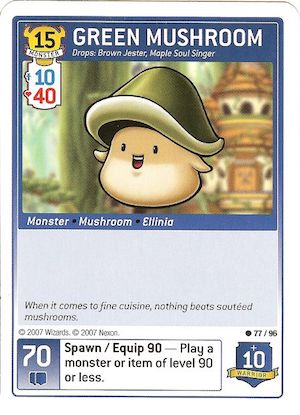 15
MONSTER
GREEN MUSHROOM
Drops: Brown Jester, Maple Soul Singer
10
40
Monster • Mushroom • Ellinia
When it comes to fine cuisine, nothing beats sautéed
mushrooms.
© 2007 Wizards. © 2007 Nexon.
77 / 96
70
Spawn / Equip 90 — Play a
monster or item of level 90
or less.
+
10
WARRIOR